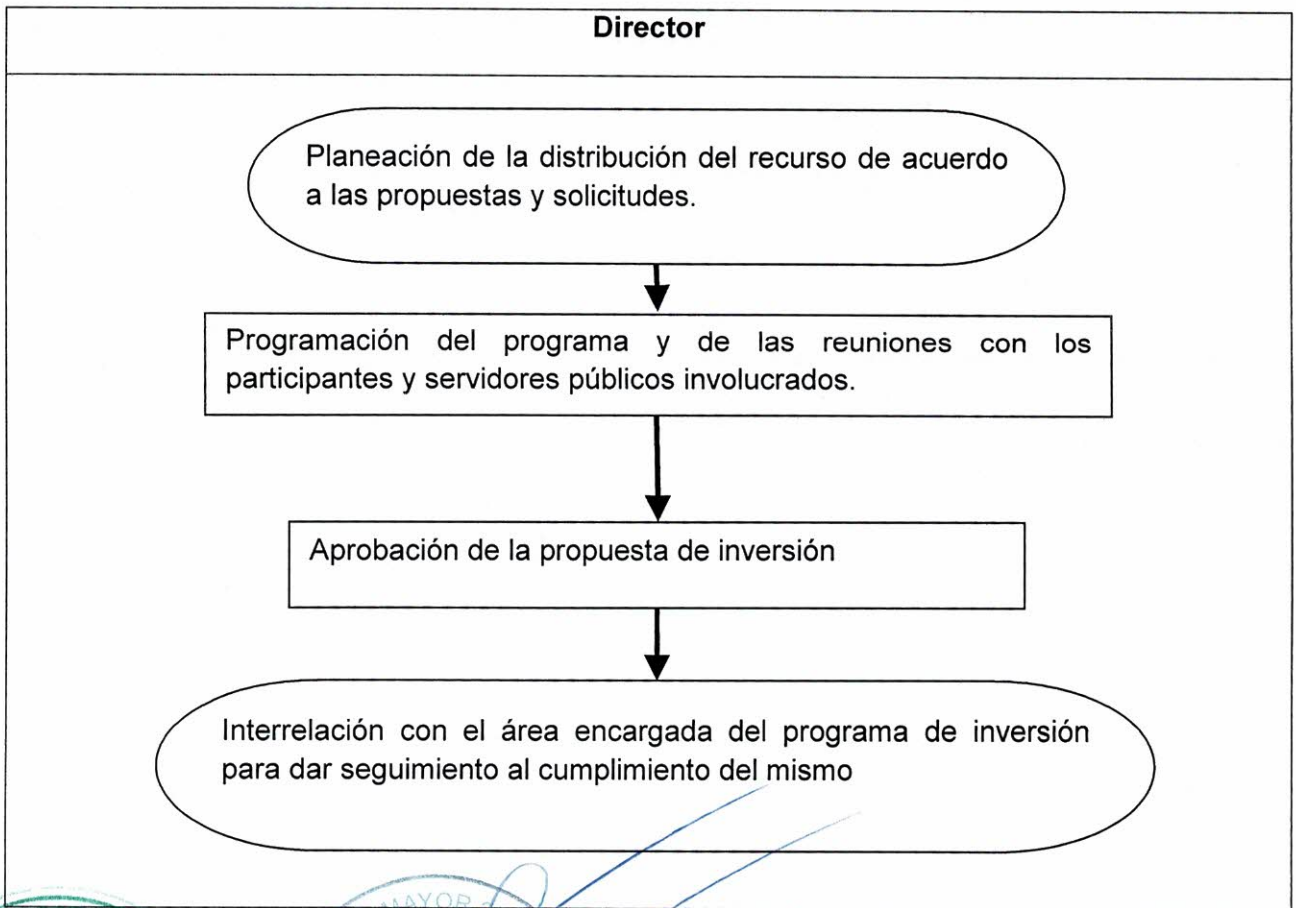 Director
Planeación de la distribución del recurso de acuerdo
a las propuestas y solicitudes.
Programación del programa y de las reuniones con los
participantes y servidores públicos involucrados.
Aprobación de la propuesta de inversión
Interrelación con el área encargada del programa de inversión
para dar seguimiento al cumplimiento del mismo
MAYOR